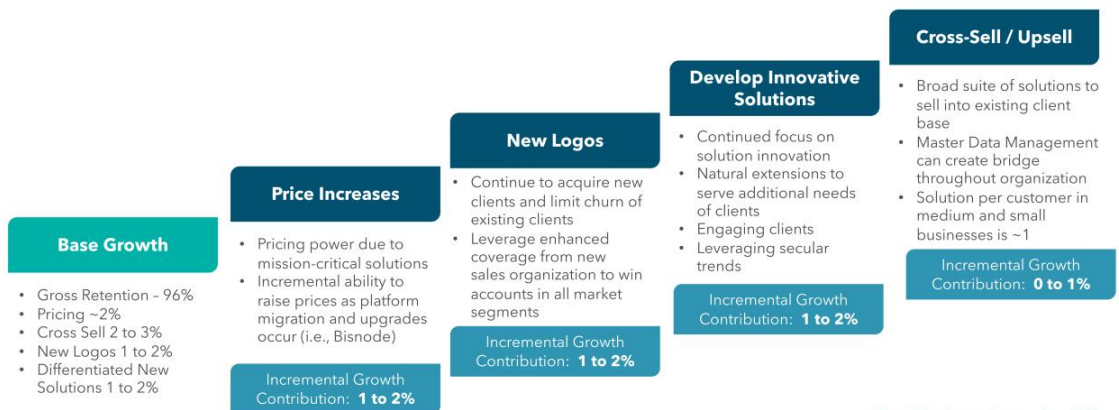 Base Growth
• Gross Retention – 96%
• Pricing ~2%
• Cross Sell 2 to 3%
• New Logos 1 to 2%
• Differentiated New
Solutions 1 to 2%
Price Increases
• Pricing power due to
mission-critical solutions
• Incremental ability to
raise prices as platform
migration and upgrades
occur (i.e., Bisnode)
Incremental Growth
Contribution: 1 to 2%
New Logos
• Continue to acquire new
clients and limit churn of
existing clients
• Leverage enhanced
coverage from new
sales organization to win
accounts in all market
segments
Incremental Growth
Contribution: 1 to 2%
Develop Innovative
Solutions
• Continued focus on
solution innovation
• Natural extensions to
serve additional needs
of clients
• Engaging clients
• Leveraging secular
trends
Incremental Growth
Contribution: 1 to 2%
Cross-Sell / Upsell
• Broad suite of solutions to
sell into existing client
base
• Master Data Management
can create bridge
throughout organization
• Solution per customer in
medium and small
businesses is ~1
Incremental Growth
Contribution: 0 to 1%